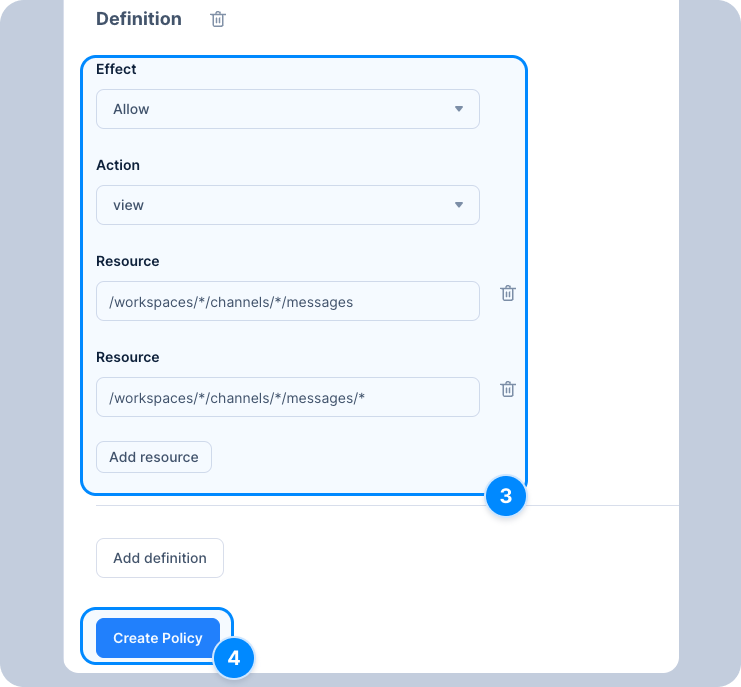 Definition
Effect
Allow
Action
view
Resource
/workspaces/*/channels/*/messages
Resource
/workspaces/*/channels/*/messages/*
Add resource
3
Add definition
Create Policy
4